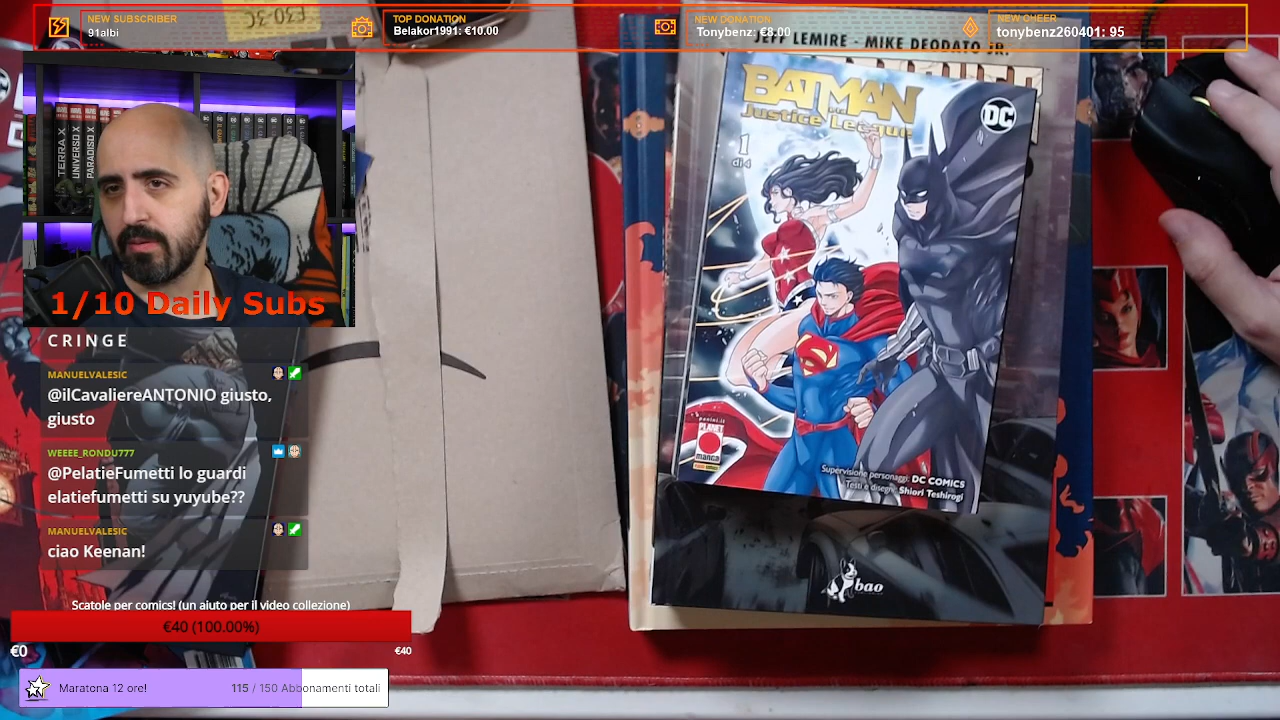 NEW SUBSCRIBER
91albi
TOP DONATION
Belakor1991: €10.00
NEW DONATION
Tonybenz: €8.00
NEW CHEER
tonybenz260401: 95
£30-3C
JEFF LEMIRE • MIKE DEODATO JR.
BATMAN
Justice League
DC
1
di 4
TERRA X
UNIVERSO X
PARADISO X
1/10 Daily Subs
CRINGE
MANUELVALESIC
@ilCavaliereANTONIO giusto,
giusto
WEEEE_RONDU777
@PelatieFumetti lo guardi
elatiefumetti su yuyube??
MANUELVALESIC
ciao Keenan!
panini.it
PLANET
manga
Supervisione personaggi: DC COMICS
Testi e disegni: Shiori Teshirogi
bao
Scatole per comics! (un aiuto per il video collezione)
€40 (100.00%)
€0
€40
Maratona 12 ore!
115 / 150 Abbonamenti totali